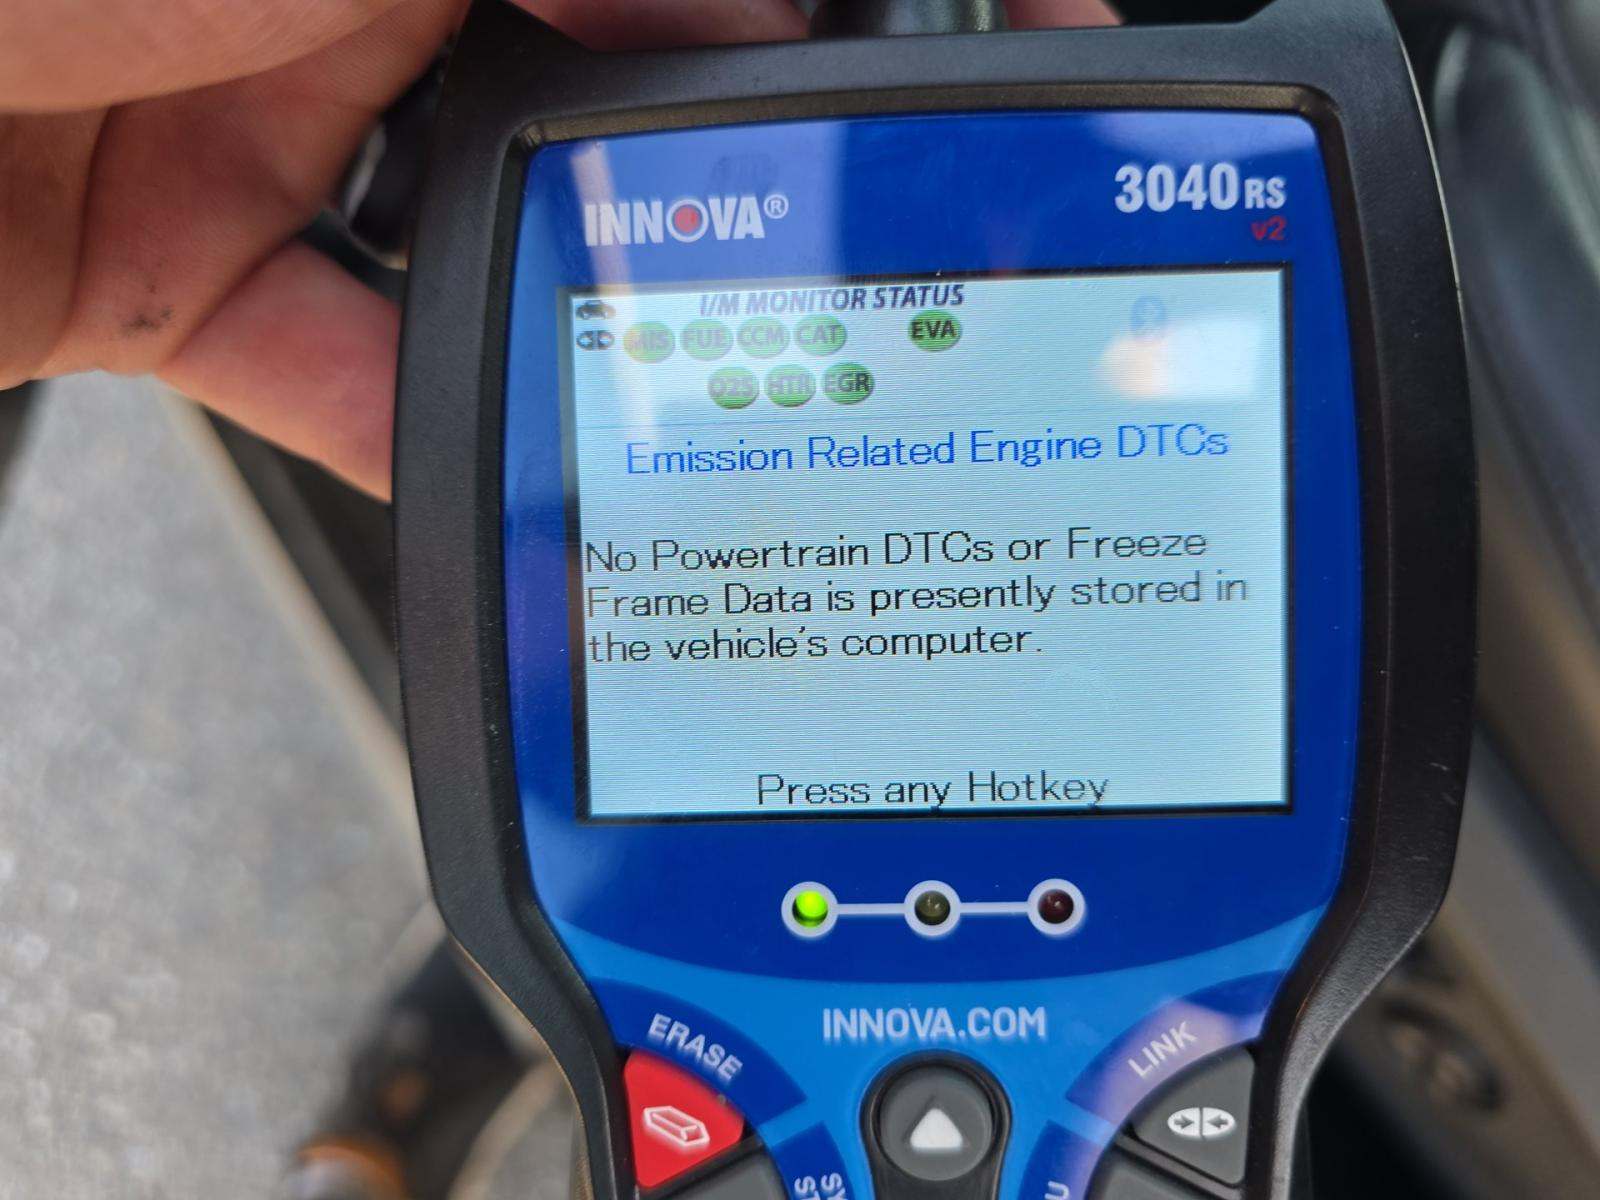 INNOVA®
3040RS
v2
I/M MONITOR STATUS
MIS FUE CCM CAT EVA
O2S HTR EGR
Emission Related Engine DTCs
No Powertrain DTCs or Freeze
Frame Data is presently stored in
the vehicle's computer.
Press any Hotkey
INNOVA.COM
ERASE
LINK